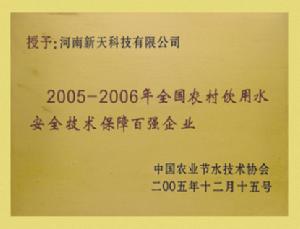 授予：河南新天科技有限公司
2005-2006年全国农村饮用水
安全技术保障百强企业
中国农业节水技术协会
二00五年十二月十五号